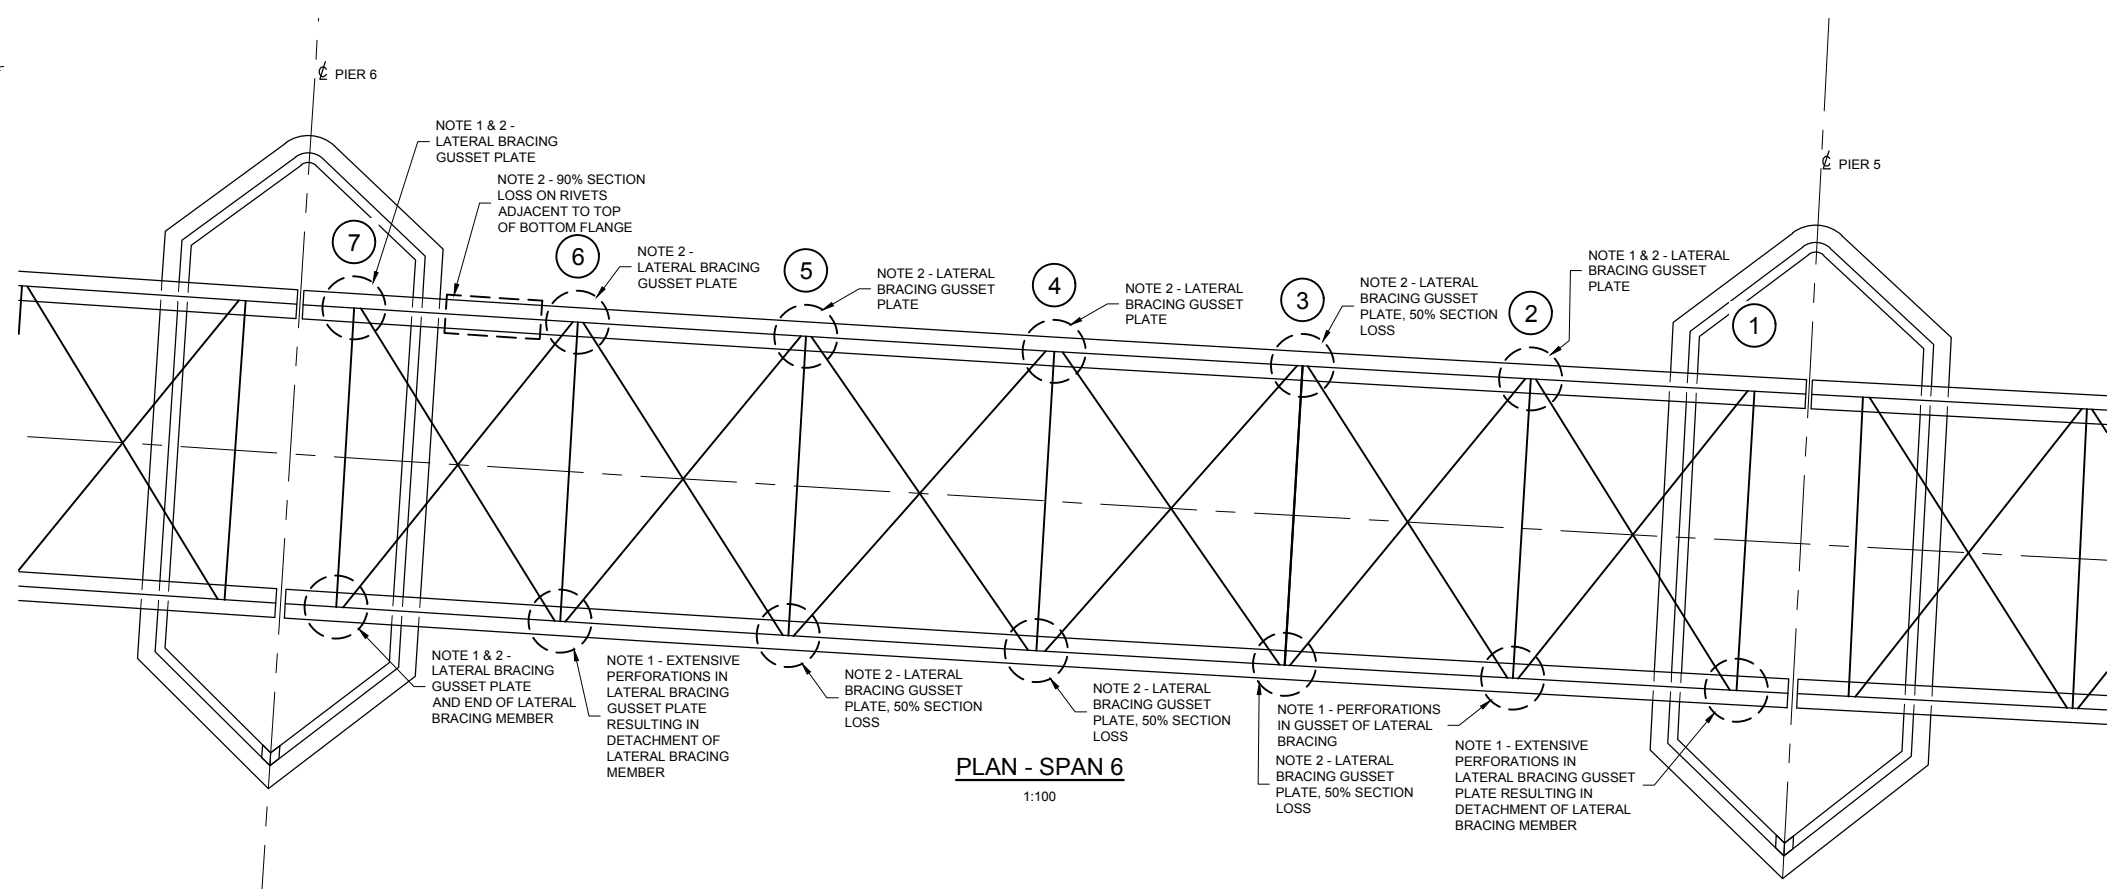 ℄ PIER 6
NOTE 1 & 2 -
LATERAL BRACING
GUSSET PLATE
℄ PIER 5
NOTE 2 - 90% SECTION
LOSS ON RIVETS
ADJACENT TO TOP
OF BOTTOM FLANGE
7
6
NOTE 2 -
LATERAL BRACING
GUSSET PLATE
5
NOTE 2 - LATERAL
BRACING GUSSET
PLATE
4
NOTE 2 - LATERAL
BRACING GUSSET
PLATE
3
NOTE 2 - LATERAL
BRACING GUSSET
PLATE, 50% SECTION
LOSS
2
NOTE 1 & 2 - LATERAL
BRACING GUSSET
PLATE
1
NOTE 1 & 2 -
LATERAL BRACING
GUSSET PLATE
AND END OF LATERAL
BRACING MEMBER
NOTE 1 - EXTENSIVE
PERFORATIONS IN
LATERAL BRACING
GUSSET PLATE
RESULTING IN
DETACHMENT OF
LATERAL BRACING
MEMBER
NOTE 2 - LATERAL
BRACING GUSSET
PLATE, 50% SECTION
LOSS
NOTE 2 - LATERAL
BRACING GUSSET
PLATE, 50% SECTION
LOSS
NOTE 1 - PERFORATIONS
IN GUSSET OF LATERAL
BRACING
NOTE 2 - LATERAL
BRACING GUSSET
PLATE, 50% SECTION
LOSS
NOTE 1 - EXTENSIVE
PERFORATIONS IN
LATERAL BRACING GUSSET
PLATE RESULTING IN
DETACHMENT OF LATERAL
BRACING MEMBER
PLAN - SPAN 6
1:100